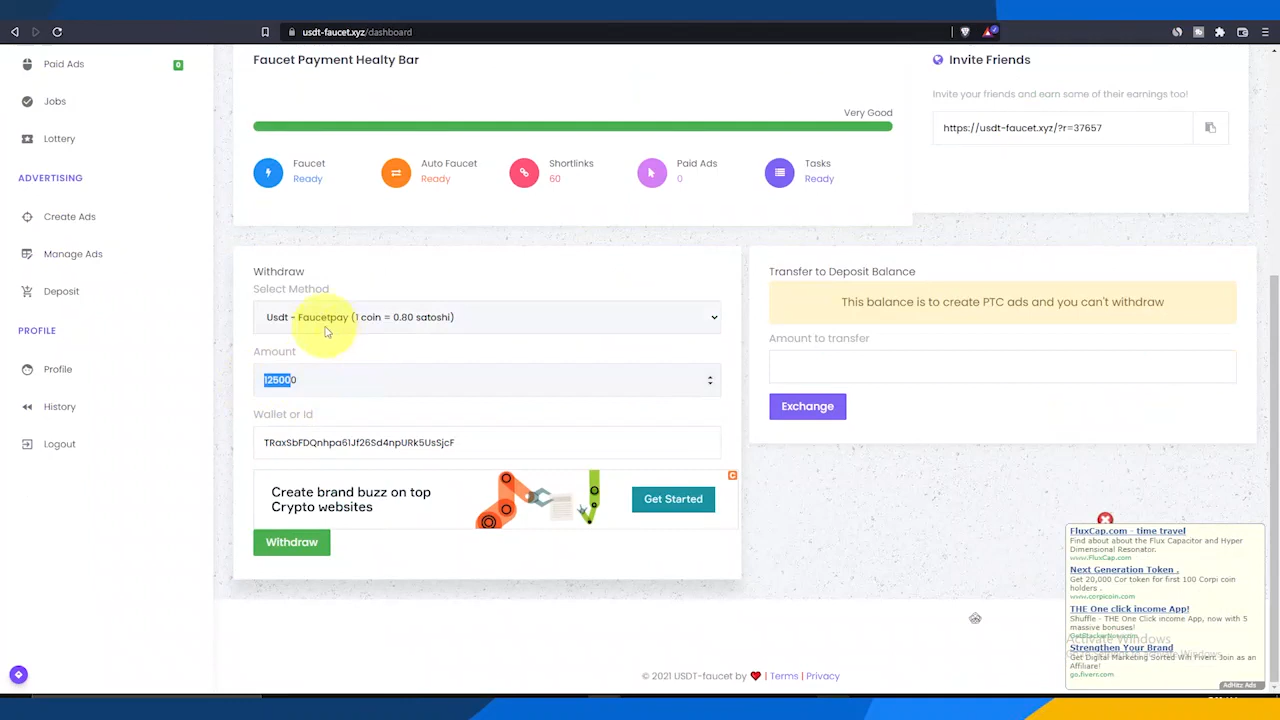 usdt-faucet.xyz/dashboard
Paid Ads
0
Jobs
Lottery
ADVERTISING
Create Ads
Manage Ads
Deposit
PROFILE
Profile
History
Logout
Faucet Payment Healty Bar
Very Good
Faucet
Ready
Auto Faucet
Ready
Shortlinks
60
Paid Ads
0
Tasks
Ready
Invite Friends
Invite your friends and earn some of their earnings too!
https://usdt-faucet.xyz/?r=37657
Withdraw
Select Method
Usdt - Faucetpay (1 coin = 0.80 satoshi)
Amount
125000
Wallet or Id
TRaxSbFDQnhpa61Jf26Sd4npURk5UsSjcF
Create brand buzz on top
Crypto websites
Get Started
Withdraw
Transfer to Deposit Balance
This balance is to create PTC ads and you can't withdraw
Amount to transfer
Exchange
FluxCap.com - time travel
Find about about the Flux Capacitor and Hyper
Dimensional Resonator.
www.FluxCap.com
Next Generation Token .
Get 20,000 Cor token for first 100 Corpi coin
holders .
www.corpicoin.com
THE One click income App!
Shuffle - THE One Click income App, now with 5
massive bonuses!
Activate Windows
Strengthen Your Brand
Get Digital Marketing Sorted Wih Fiverr. Join as an
Affiliate!
go.fiverr.com
AdHitz Ads
© 2021 USDT-faucet by ❤ | Terms | Privacy